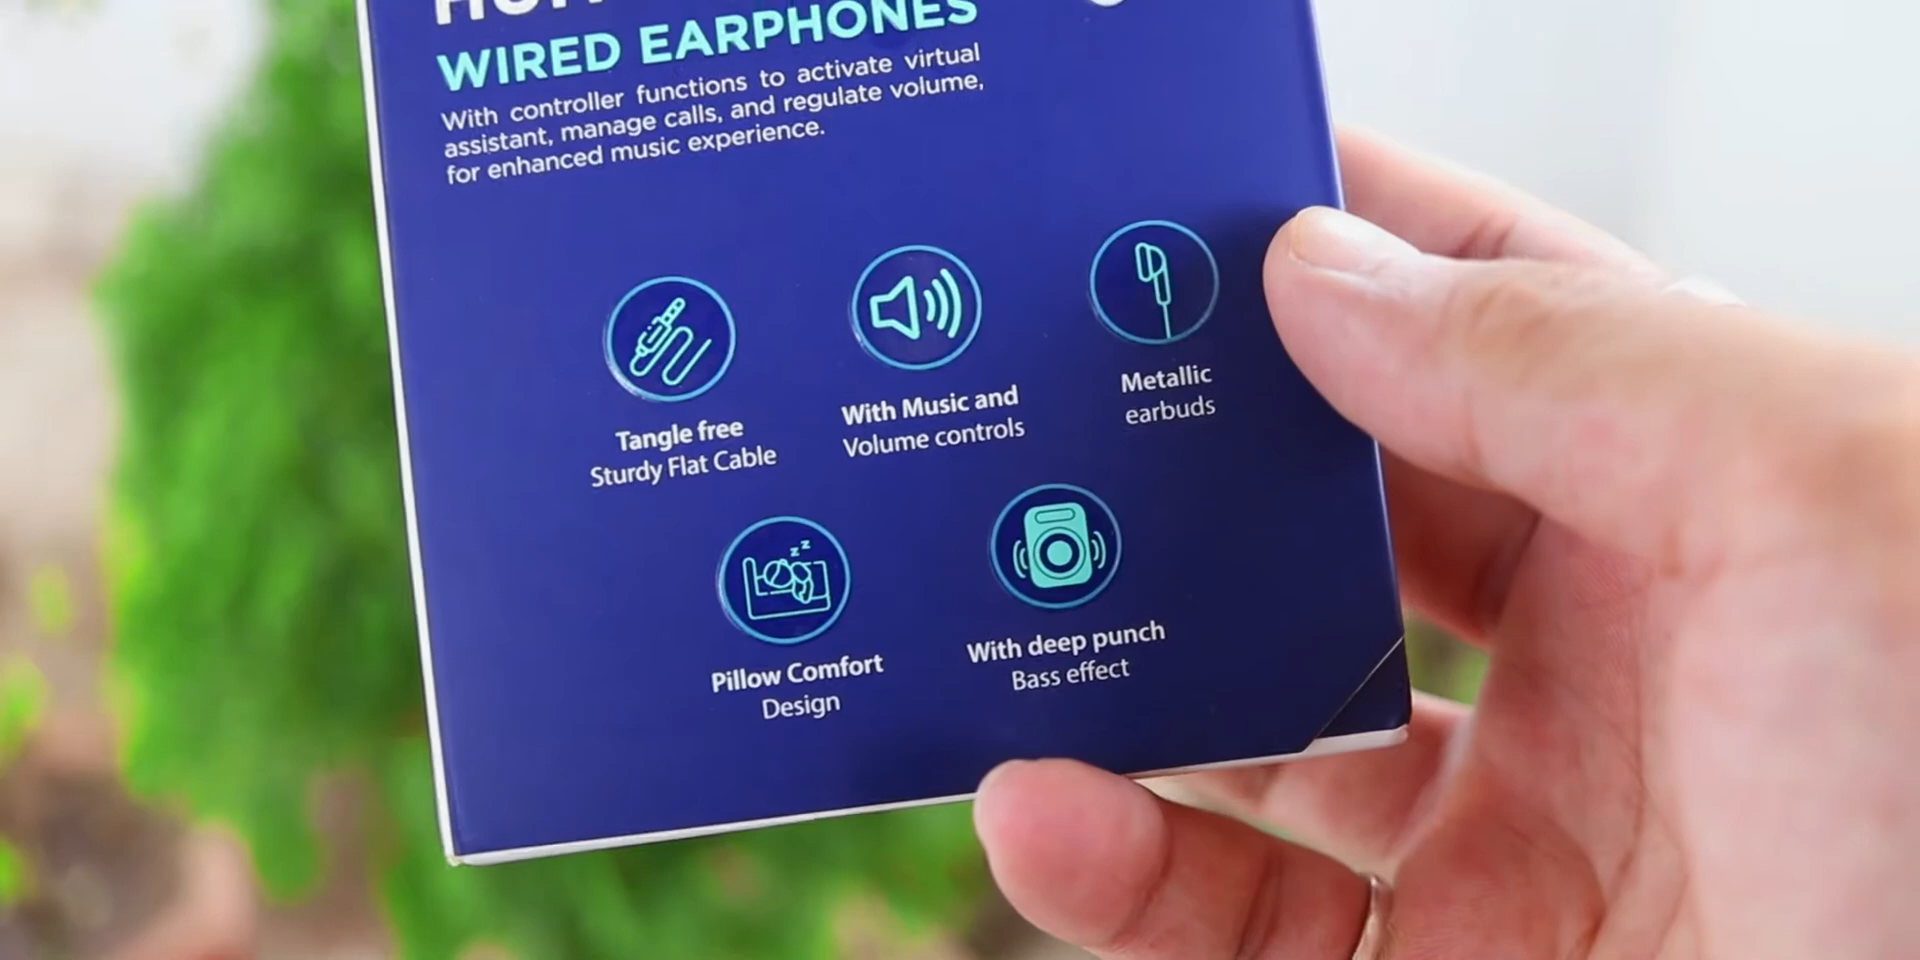 WIRED EARPHONES
With controller functions to activate virtual
assistant, manage calls, and regulate volume,
for enhanced music experience.
Tangle free
Sturdy Flat Cable
With Music and
Volume controls
Metallic
earbuds
z z
Pillow Comfort
Design
With deep punch
Bass effect